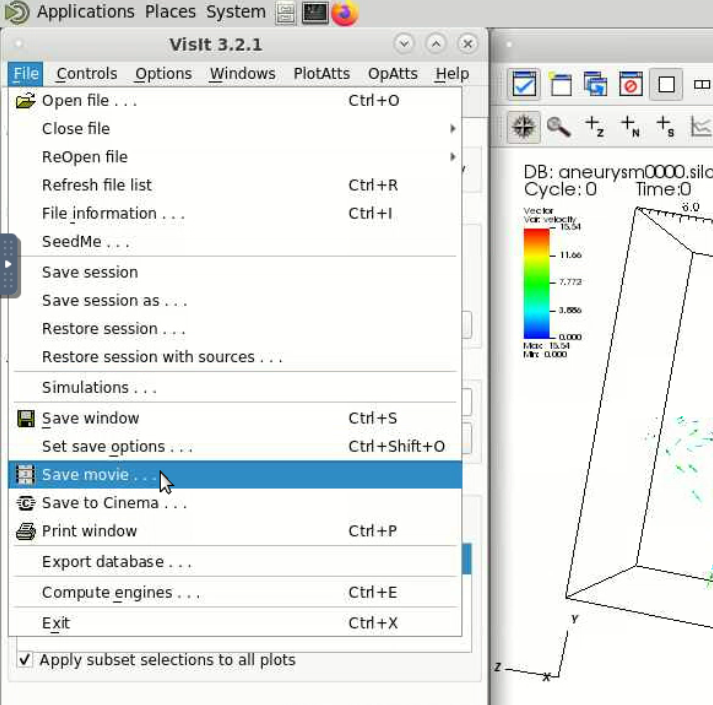 Applications Places System
VisIt 3.2.1
File Controls Options Windows PlotAtts OpAtts Help
Open file . . . Ctrl+O
Close file
ReOpen file
Refresh file list Ctrl+R
File information . . . Ctrl+I
SeedMe . . .
Save session
Save session as . . .
Restore session . . .
Restore session with sources . . .
Simulations . . .
Save window Ctrl+S
Set save options . . . Ctrl+Shift+O
Save movie . . .
Save to Cinema . . .
Print window Ctrl+P
Export database . . .
Compute engines . . . Ctrl+E
Exit Ctrl+X
Apply subset selections to all plots
Z N S
DB: aneurysm0000.silo
Cycle: 0 Time:0
Vector
Var: velocity
15.54
11.66
7.772
3.886
0.000
Max: 15.54
Min: 0.000
6.0
Y
Z
X